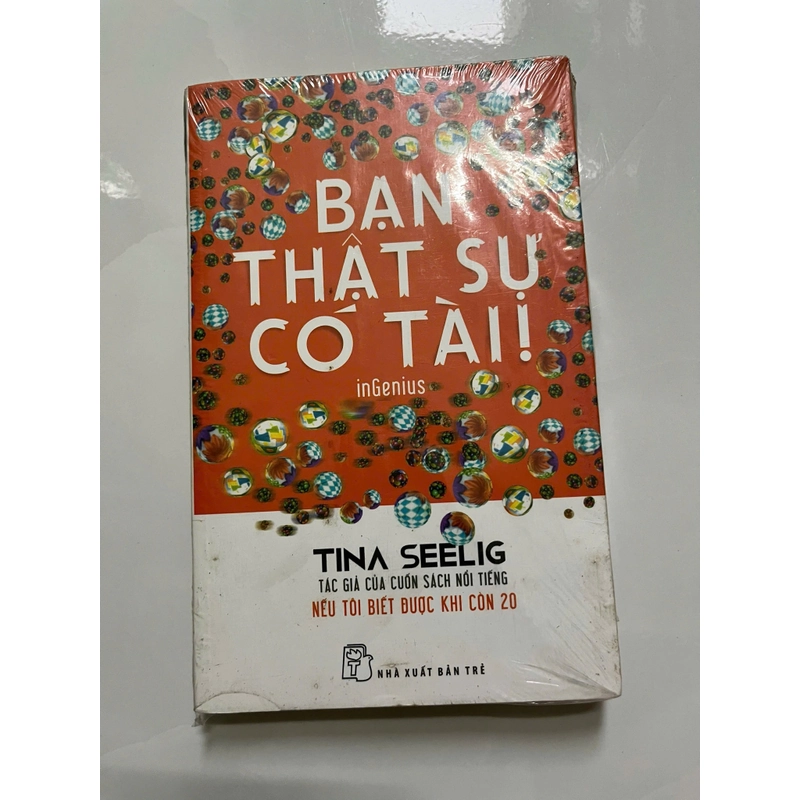 BẠN
THẬT SỰ
CÓ TÀI!
inGenius
TINA SEELIG
TÁC GIẢ CỦA CUỐN SÁCH NỔI TIẾNG
NẾU TÔI BIẾT ĐƯỢC KHI CÒN 20
T
NHÀ XUẤT BẢN TRẺ